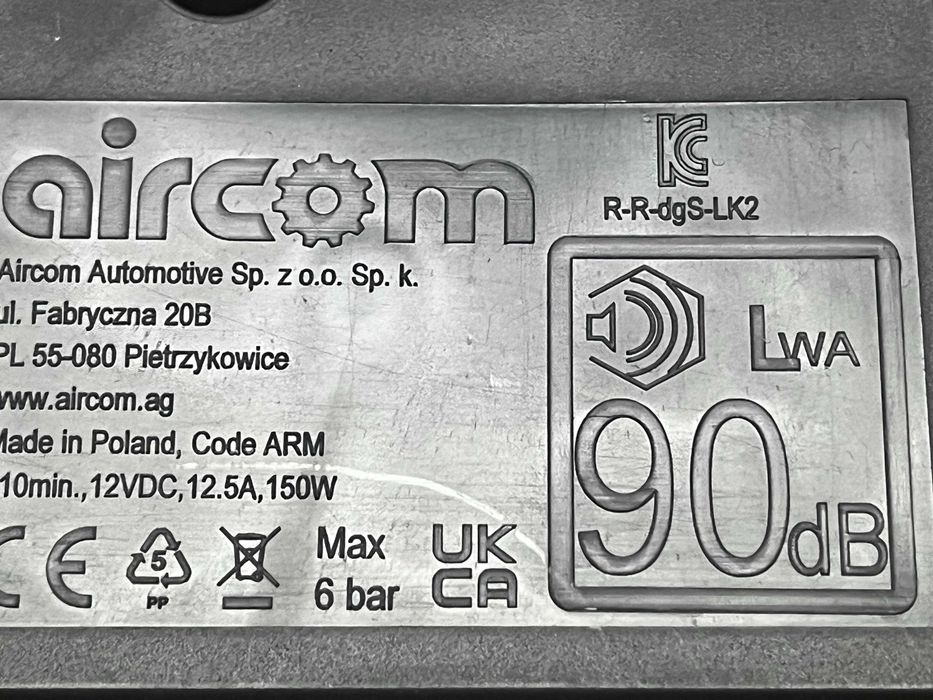 aircom
Aircom Automotive Sp. z o.o. Sp. k.
ul. Fabryczna 20B
PL 55-080 Pietrzykowice
www.aircom.ag
Made in Poland, Code ARM
10min.,12VDC,12.5A,150W
CE
5
PP
Max
6 bar
UK
CA
KC
R-R-dgS-LK2
LWA
90dB